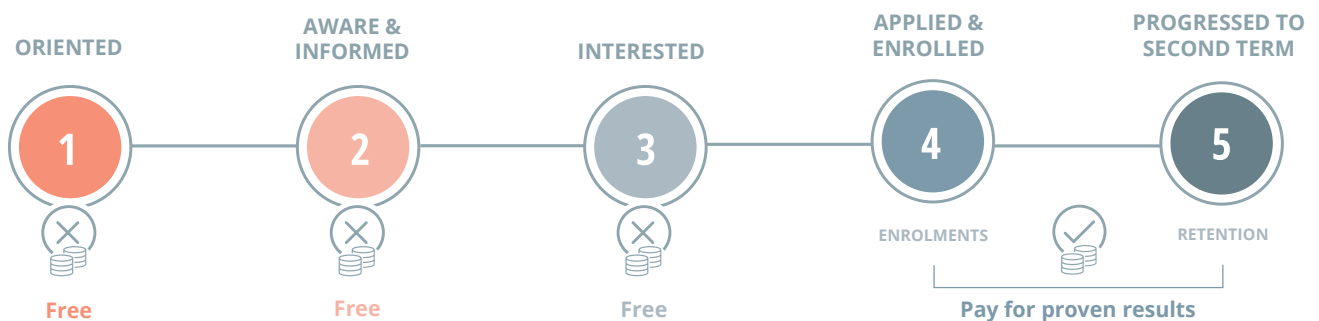 ORIENTED
AWARE &
INFORMED
INTERESTED
APPLIED &
ENROLLED
PROGRESSED TO
SECOND TERM
1
2
3
4
5
ENROLMENTS
RETENTION
Free
Free
Free
Pay for proven results